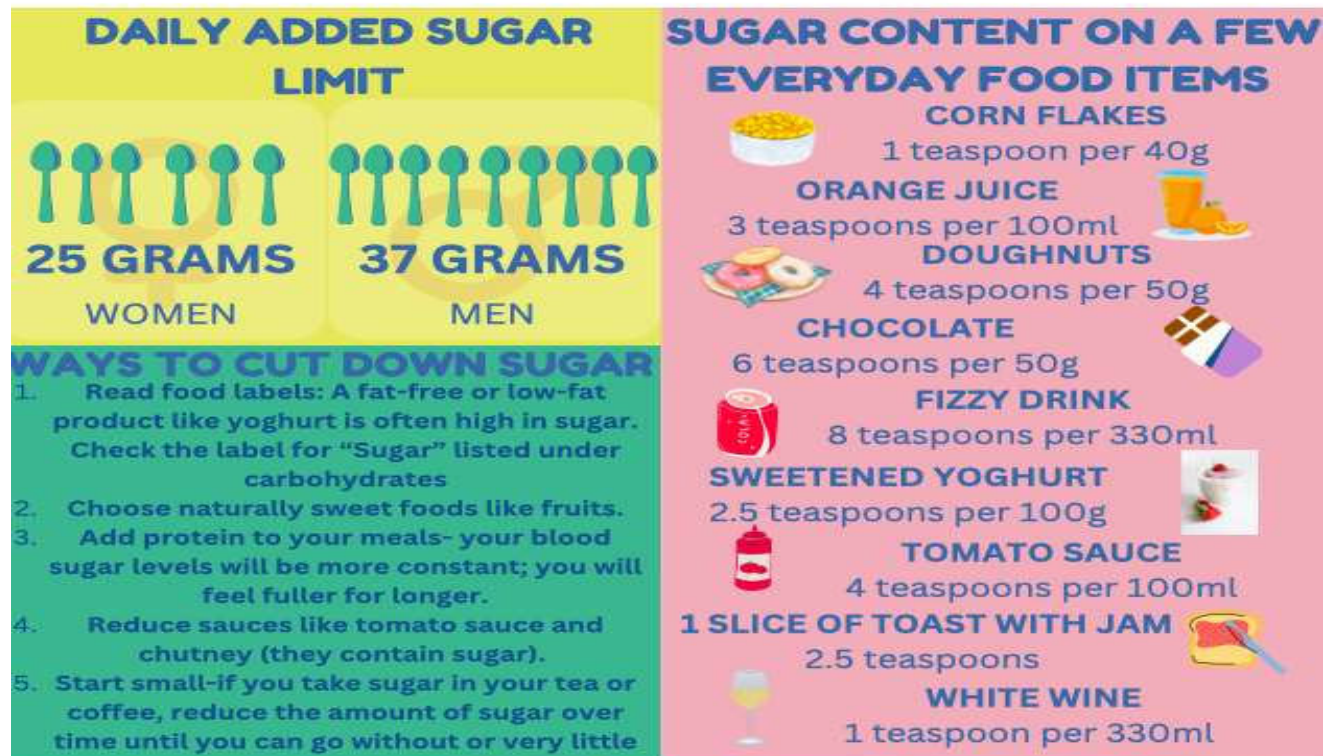 DAILY ADDED SUGAR
LIMIT
25 GRAMS
WOMEN
37 GRAMS
MEN
WAYS TO CUT DOWN SUGAR
1. Read food labels: A fat-free or low-fat
product like yoghurt is often high in sugar.
Check the label for “Sugar” listed under
carbohydrates
2. Choose naturally sweet foods like fruits.
3. Add protein to your meals- your blood
sugar levels will be more constant; you will
feel fuller for longer.
4. Reduce sauces like tomato sauce and
chutney (they contain sugar).
5. Start small-if you take sugar in your tea or
coffee, reduce the amount of sugar over
time until you can go without or very little
SUGAR CONTENT ON A FEW
EVERYDAY FOOD ITEMS
CORN FLAKES
1 teaspoon per 40g
ORANGE JUICE
3 teaspoons per 100ml
DOUGHNUTS
4 teaspoons per 50g
CHOCOLATE
6 teaspoons per 50g
COLA
FIZZY DRINK
8 teaspoons per 330ml
SWEETENED YOGHURT
2.5 teaspoons per 100g
TOMATO SAUCE
4 teaspoons per 100ml
1 SLICE OF TOAST WITH JAM
2.5 teaspoons
WHITE WINE
1 teaspoon per 330ml